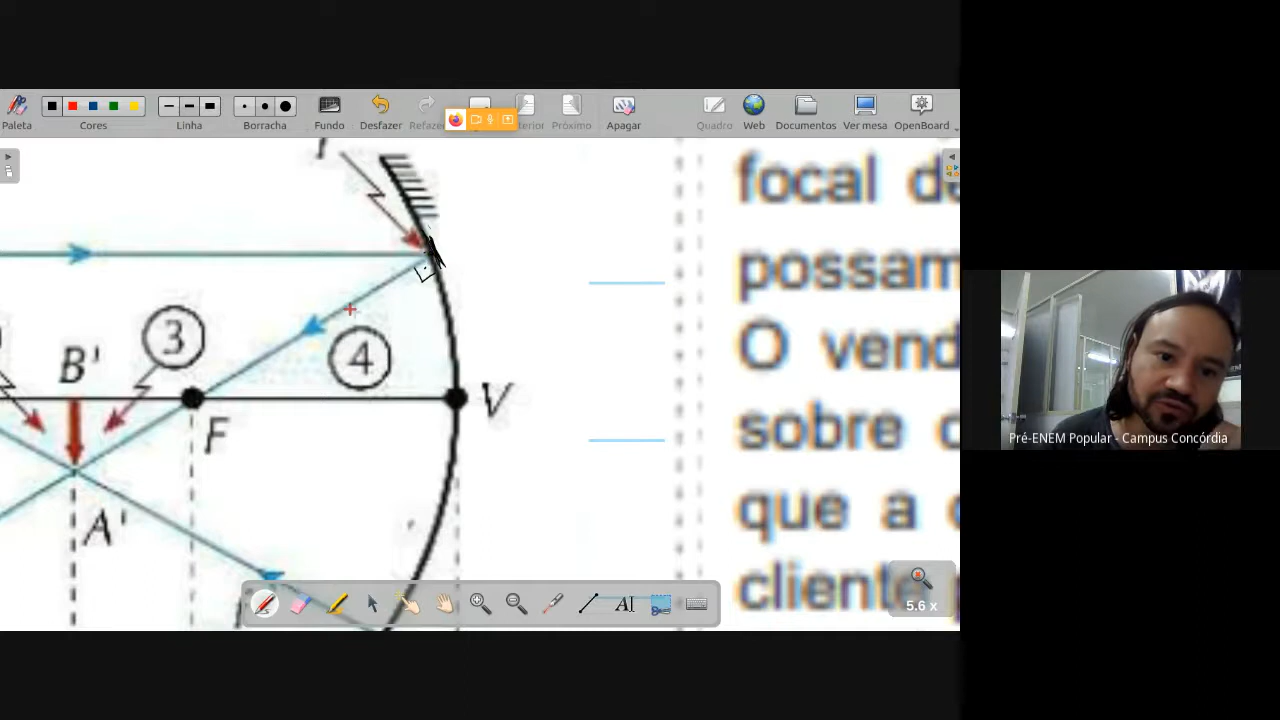 Paleta
Cores
Linha
Borracha
Fundo
Desfazer
Apagar
Próximo
Quadro
Web
Documentos
Ver mesa
OpenBoard
focal
possam
O vend
sobre
que a
cliente
3
4
B'
F
V
A'
AI
5.6 x
Pré-ENEM Popular - Campus Concórdia